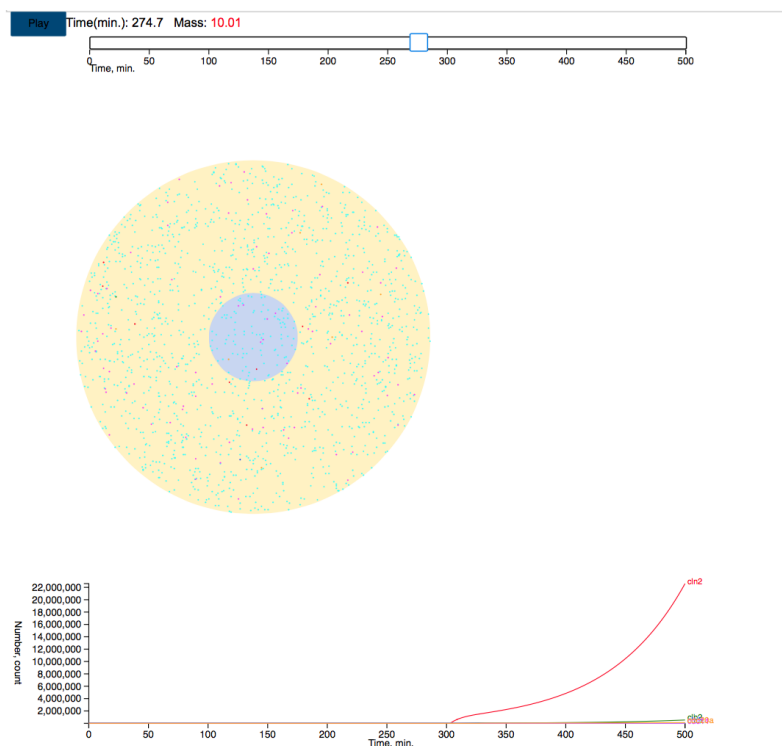 Play Time(min.): 274.7 Mass: 10.01
0 50 100 150 200 250 300 350 400 450 500
Time, min.
22,000,000
20,000,000
18,000,000
16,000,000
14,000,000
12,000,000
10,000,000
8,000,000
6,000,000
4,000,000
2,000,000
Number, count
cln2
clb2
0 50 100 150 200 250 300 350 400 450 500
Time, min.